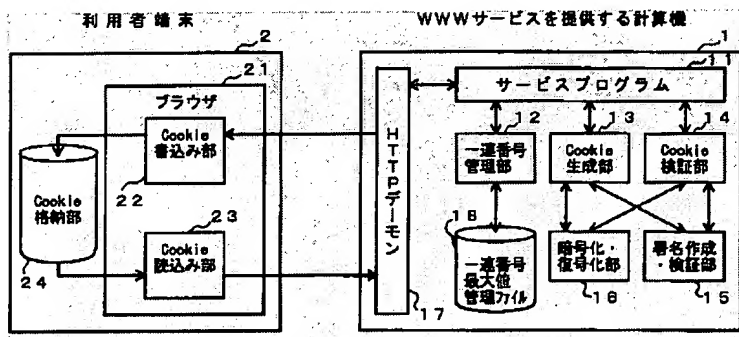 利用者端末
WWWサービスを提供する計算機
2
21
ブラウザ
Cookie
書込み部
22
Cookie
格納部
24
23
Cookie
読込み部
1
11
サービスプログラム
HTTPデーモン
17
12
一連番号
管理部
13
Cookie
生成部
14
Cookie
検証部
18
一連番号
最大値
管理ファイル
暗号化・
復号化部
16
署名作成
・検証部
15